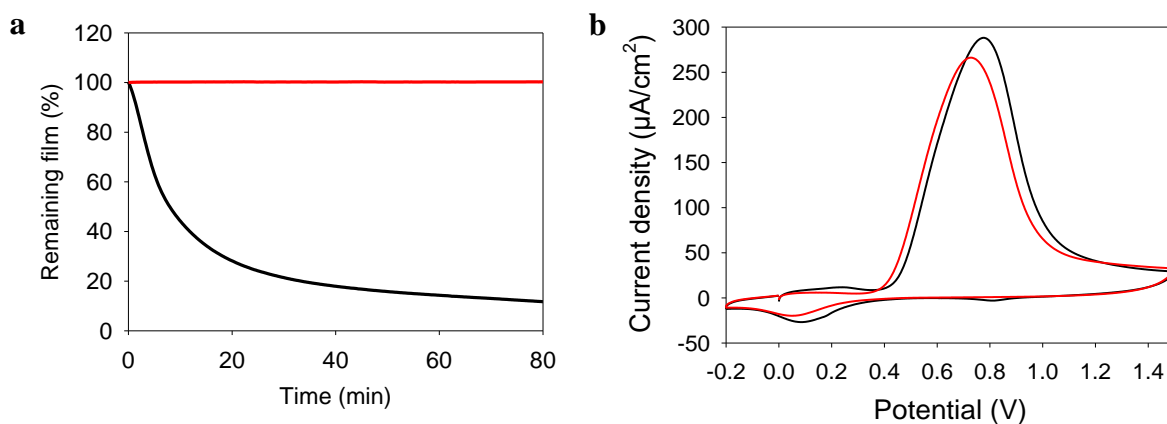 a
120
100
80
60
40
20
0
Remaining film (%)
0 20 40 60 80
Time (min)
b
300
250
200
150
100
50
0
-50
Current density (µA/cm²)
-0.2 0.0 0.2 0.4 0.6 0.8 1.0 1.2 1.4
Potential (V)